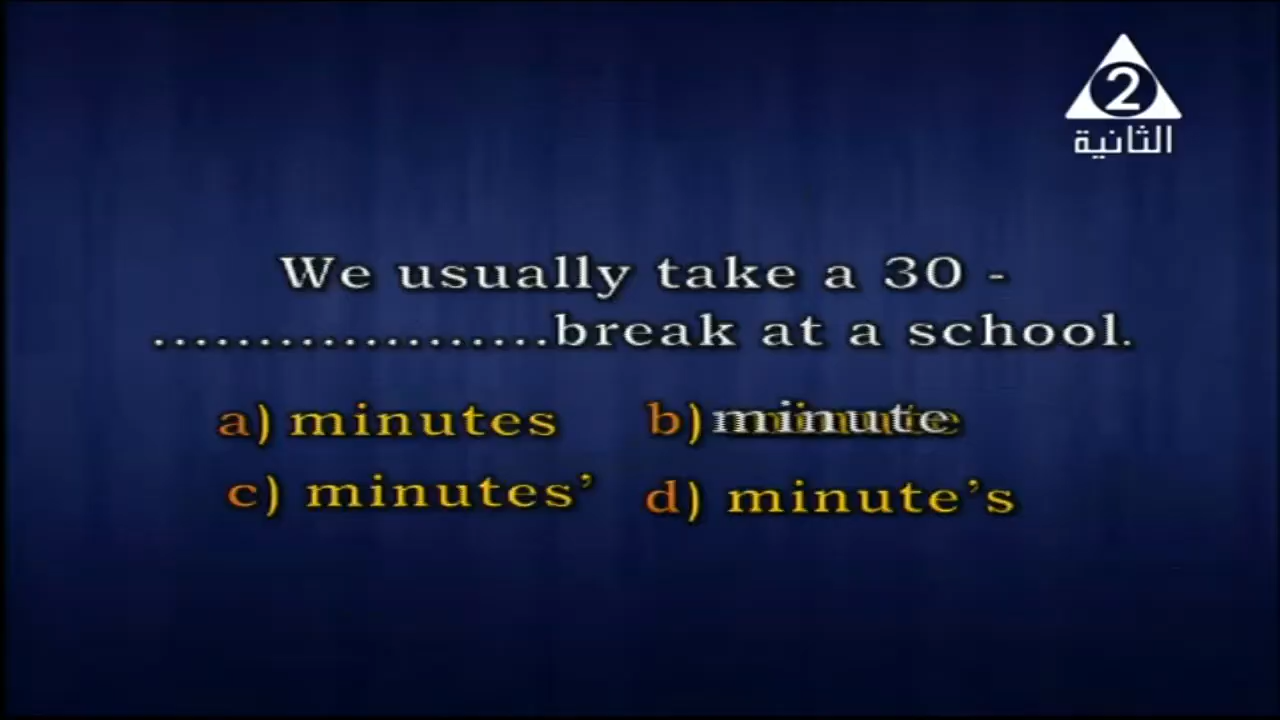 2
الثانية
We usually take a 30 -
...................break at a school.
a) minutes b) minute
c) minutes’ d) minute’s